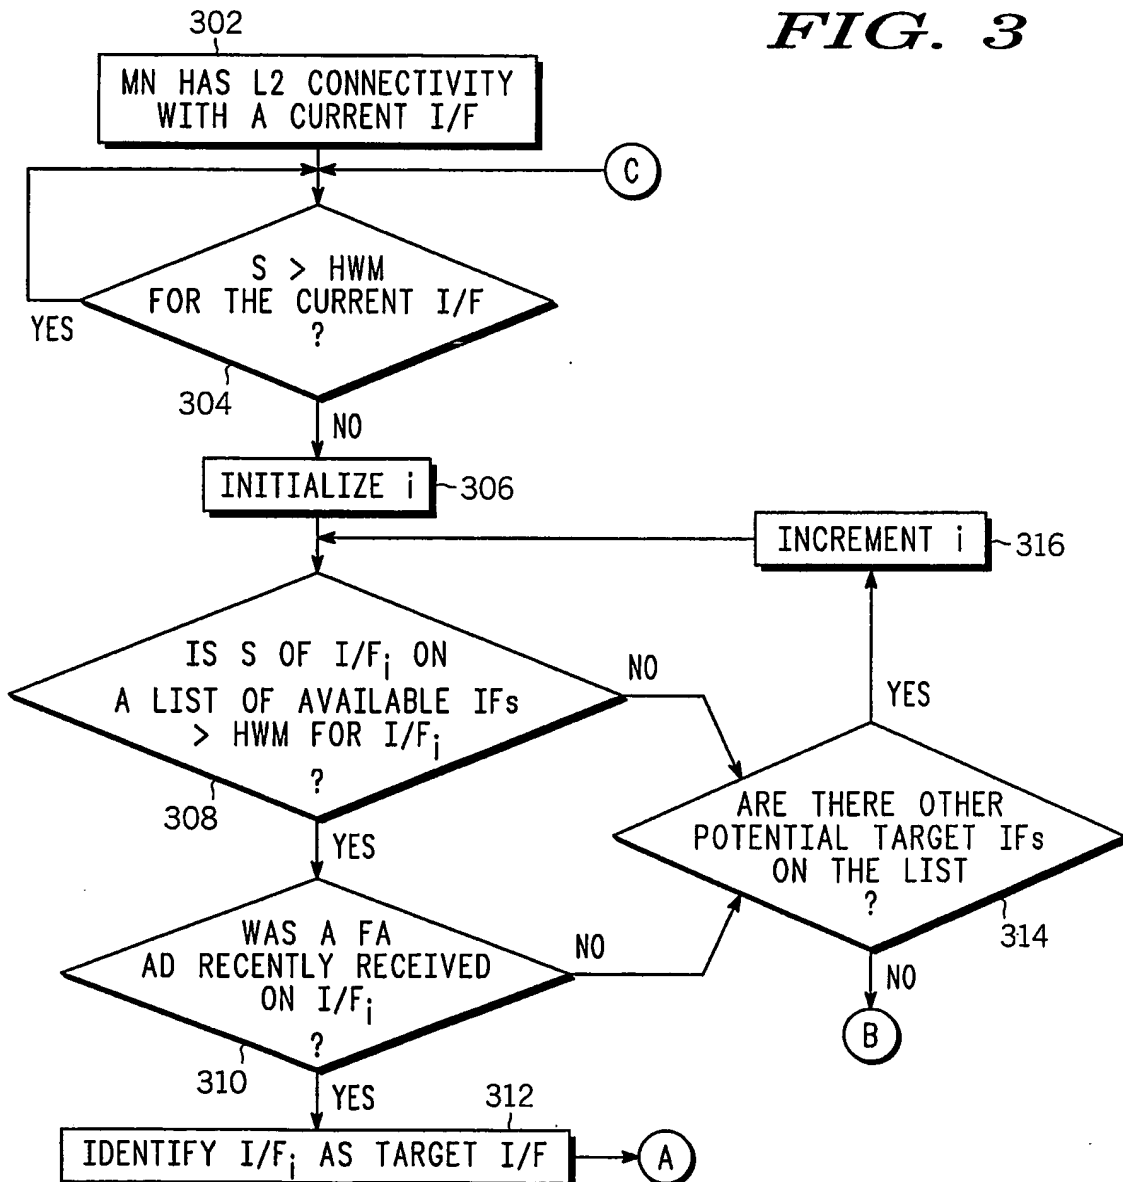 FIG. 3
302
MN HAS L2 CONNECTIVITY
WITH A CURRENT I/F
C
S > HWM
FOR THE CURRENT I/F
?
YES
304
NO
INITIALIZE i
306
INCREMENT i
316
IS S OF I/Fi ON
A LIST OF AVAILABLE IFs
> HWM FOR I/Fi
?
NO
308
YES
YES
ARE THERE OTHER
POTENTIAL TARGET IFs
ON THE LIST
?
314
NO
B
WAS A FA
AD RECENTLY RECEIVED
ON I/Fi
?
NO
310
YES
312
IDENTIFY I/Fi AS TARGET I/F
A